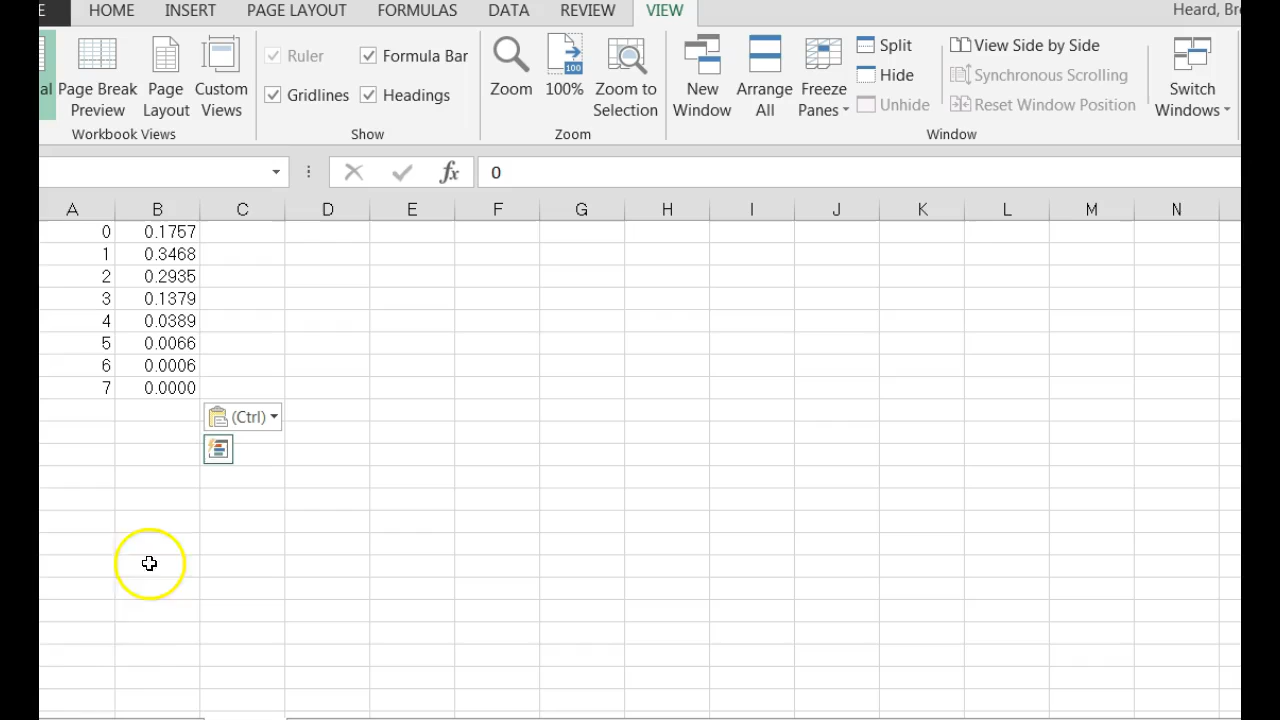 E HOME INSERT PAGE LAYOUT FORMULAS DATA REVIEW VIEW Heard, Br
al Page Break Preview Page Layout Custom Views
Workbook Views
Ruler Formula Bar
Gridlines Headings
Show
Zoom 100% Zoom to Selection
100
Zoom
New Window Arrange All Freeze Panes
Split
Hide
Unhide
View Side by Side
Synchronous Scrolling
Reset Window Position
Window
Switch Windows
fx 0
A B C D E F G H I J K L M N
0 0.1757
1 0.3468
2 0.2935
3 0.1379
4 0.0389
5 0.0066
6 0.0006
7 0.0000
(Ctrl)